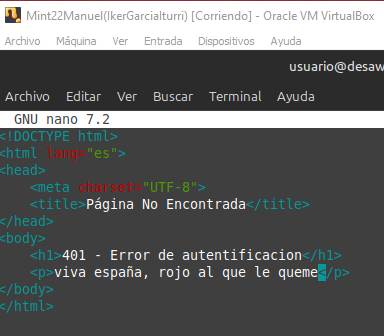 Mint22Manuel(IkerGarciaIturri) [Corriendo] - Oracle VM VirtualBox
Archivo Máquina Ver Entrada Dispositivos Ayuda
usuario@desaw
Archivo Editar Ver Buscar Terminal Ayuda
GNU nano 7.2
<!DOCTYPE html>
<html lang="es">
<head>
    <meta charset="UTF-8">
    <title>Página No Encontrada</title>
</head>
<body>
    <h1>401 - Error de autentificacion</h1>
    <p>viva españa, rojo al que le queme</p>
</body>
</html>